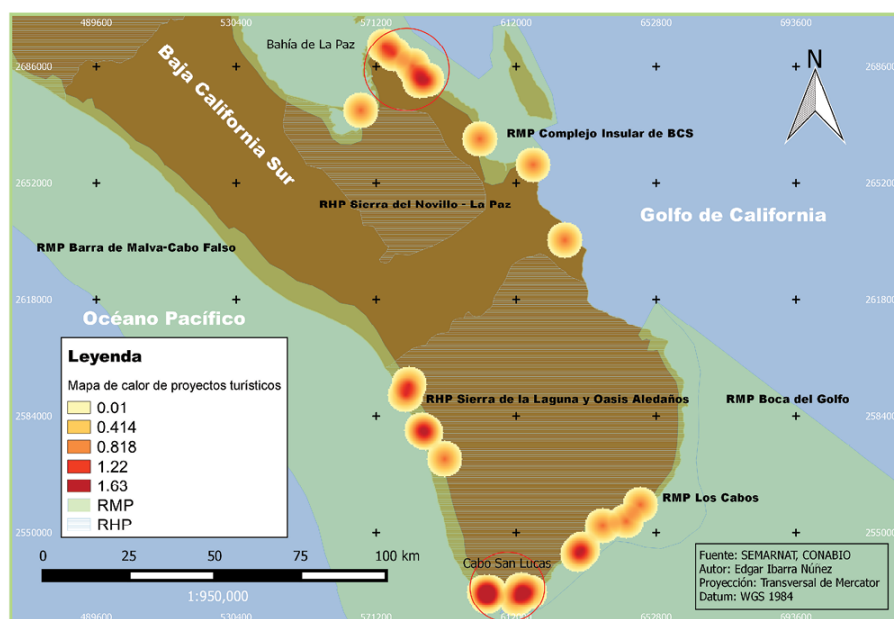 489600 530400 571200 612000 652800 693600
Bahía de La Paz
N
2686000 2686000
Baja California Sur
RMP Complejo Insular de BCS
2652000 2652000
RHP Sierra del Novillo - La Paz
Golfo de California
RMP Barra de Malva-Cabo Falso
2618000 2618000
Océano Pacífico
Leyenda
Mapa de calor de proyectos turísticos
0.01
0.414
0.818
1.22
1.63
RMP
RHP
RHP Sierra de la Laguna y Oasis Aledaños
RMP Boca del Golfo
2584000 2584000
RMP Los Cabos
2550000 2550000
Cabo San Lucas
0 25 50 75 100 km
1:950,000
Fuente: SEMARNAT, CONABIO
Autor: Edgar Ibarra Núñez
Proyección: Transversal de Mercator
Datum: WGS 1984
489600 530400 571200 612000 652800 693600